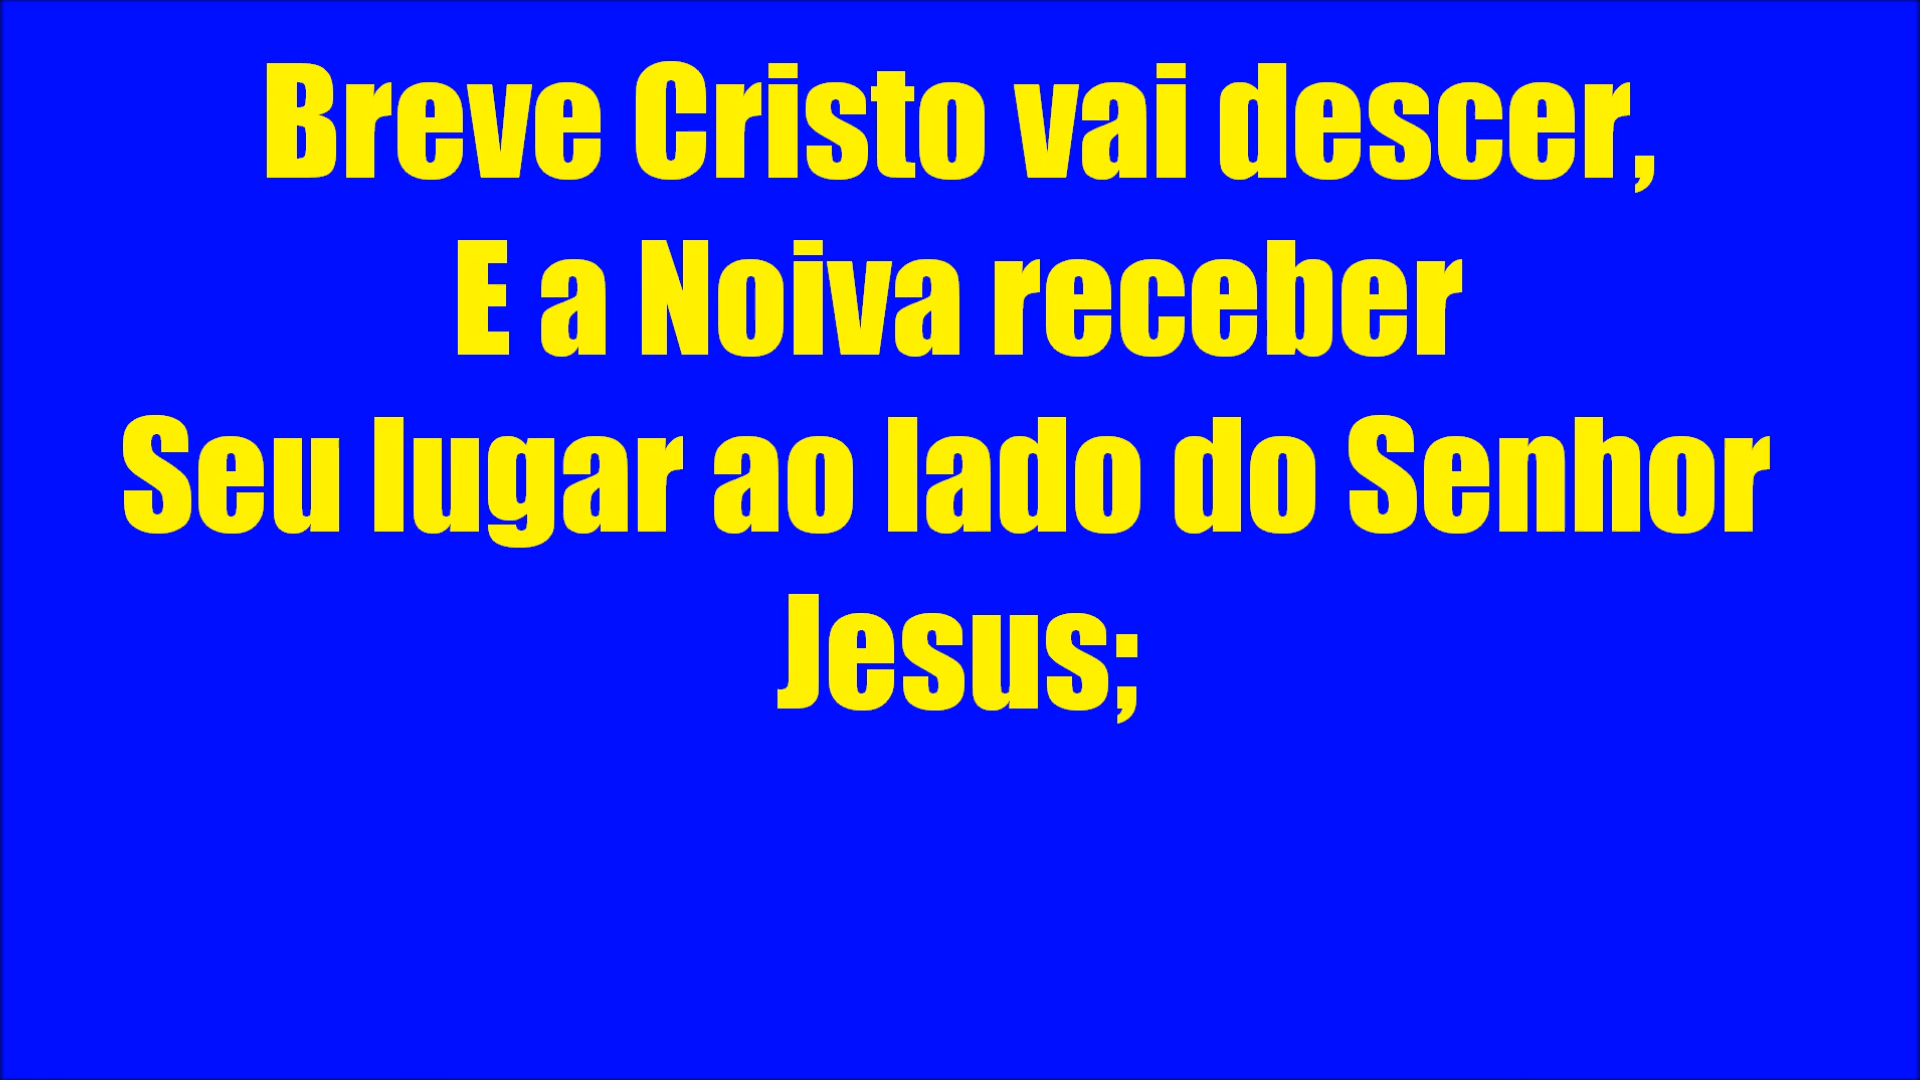 Breve Cristo vai descer,
E a Noiva receber
Seu lugar ao lado do Senhor
Jesus;